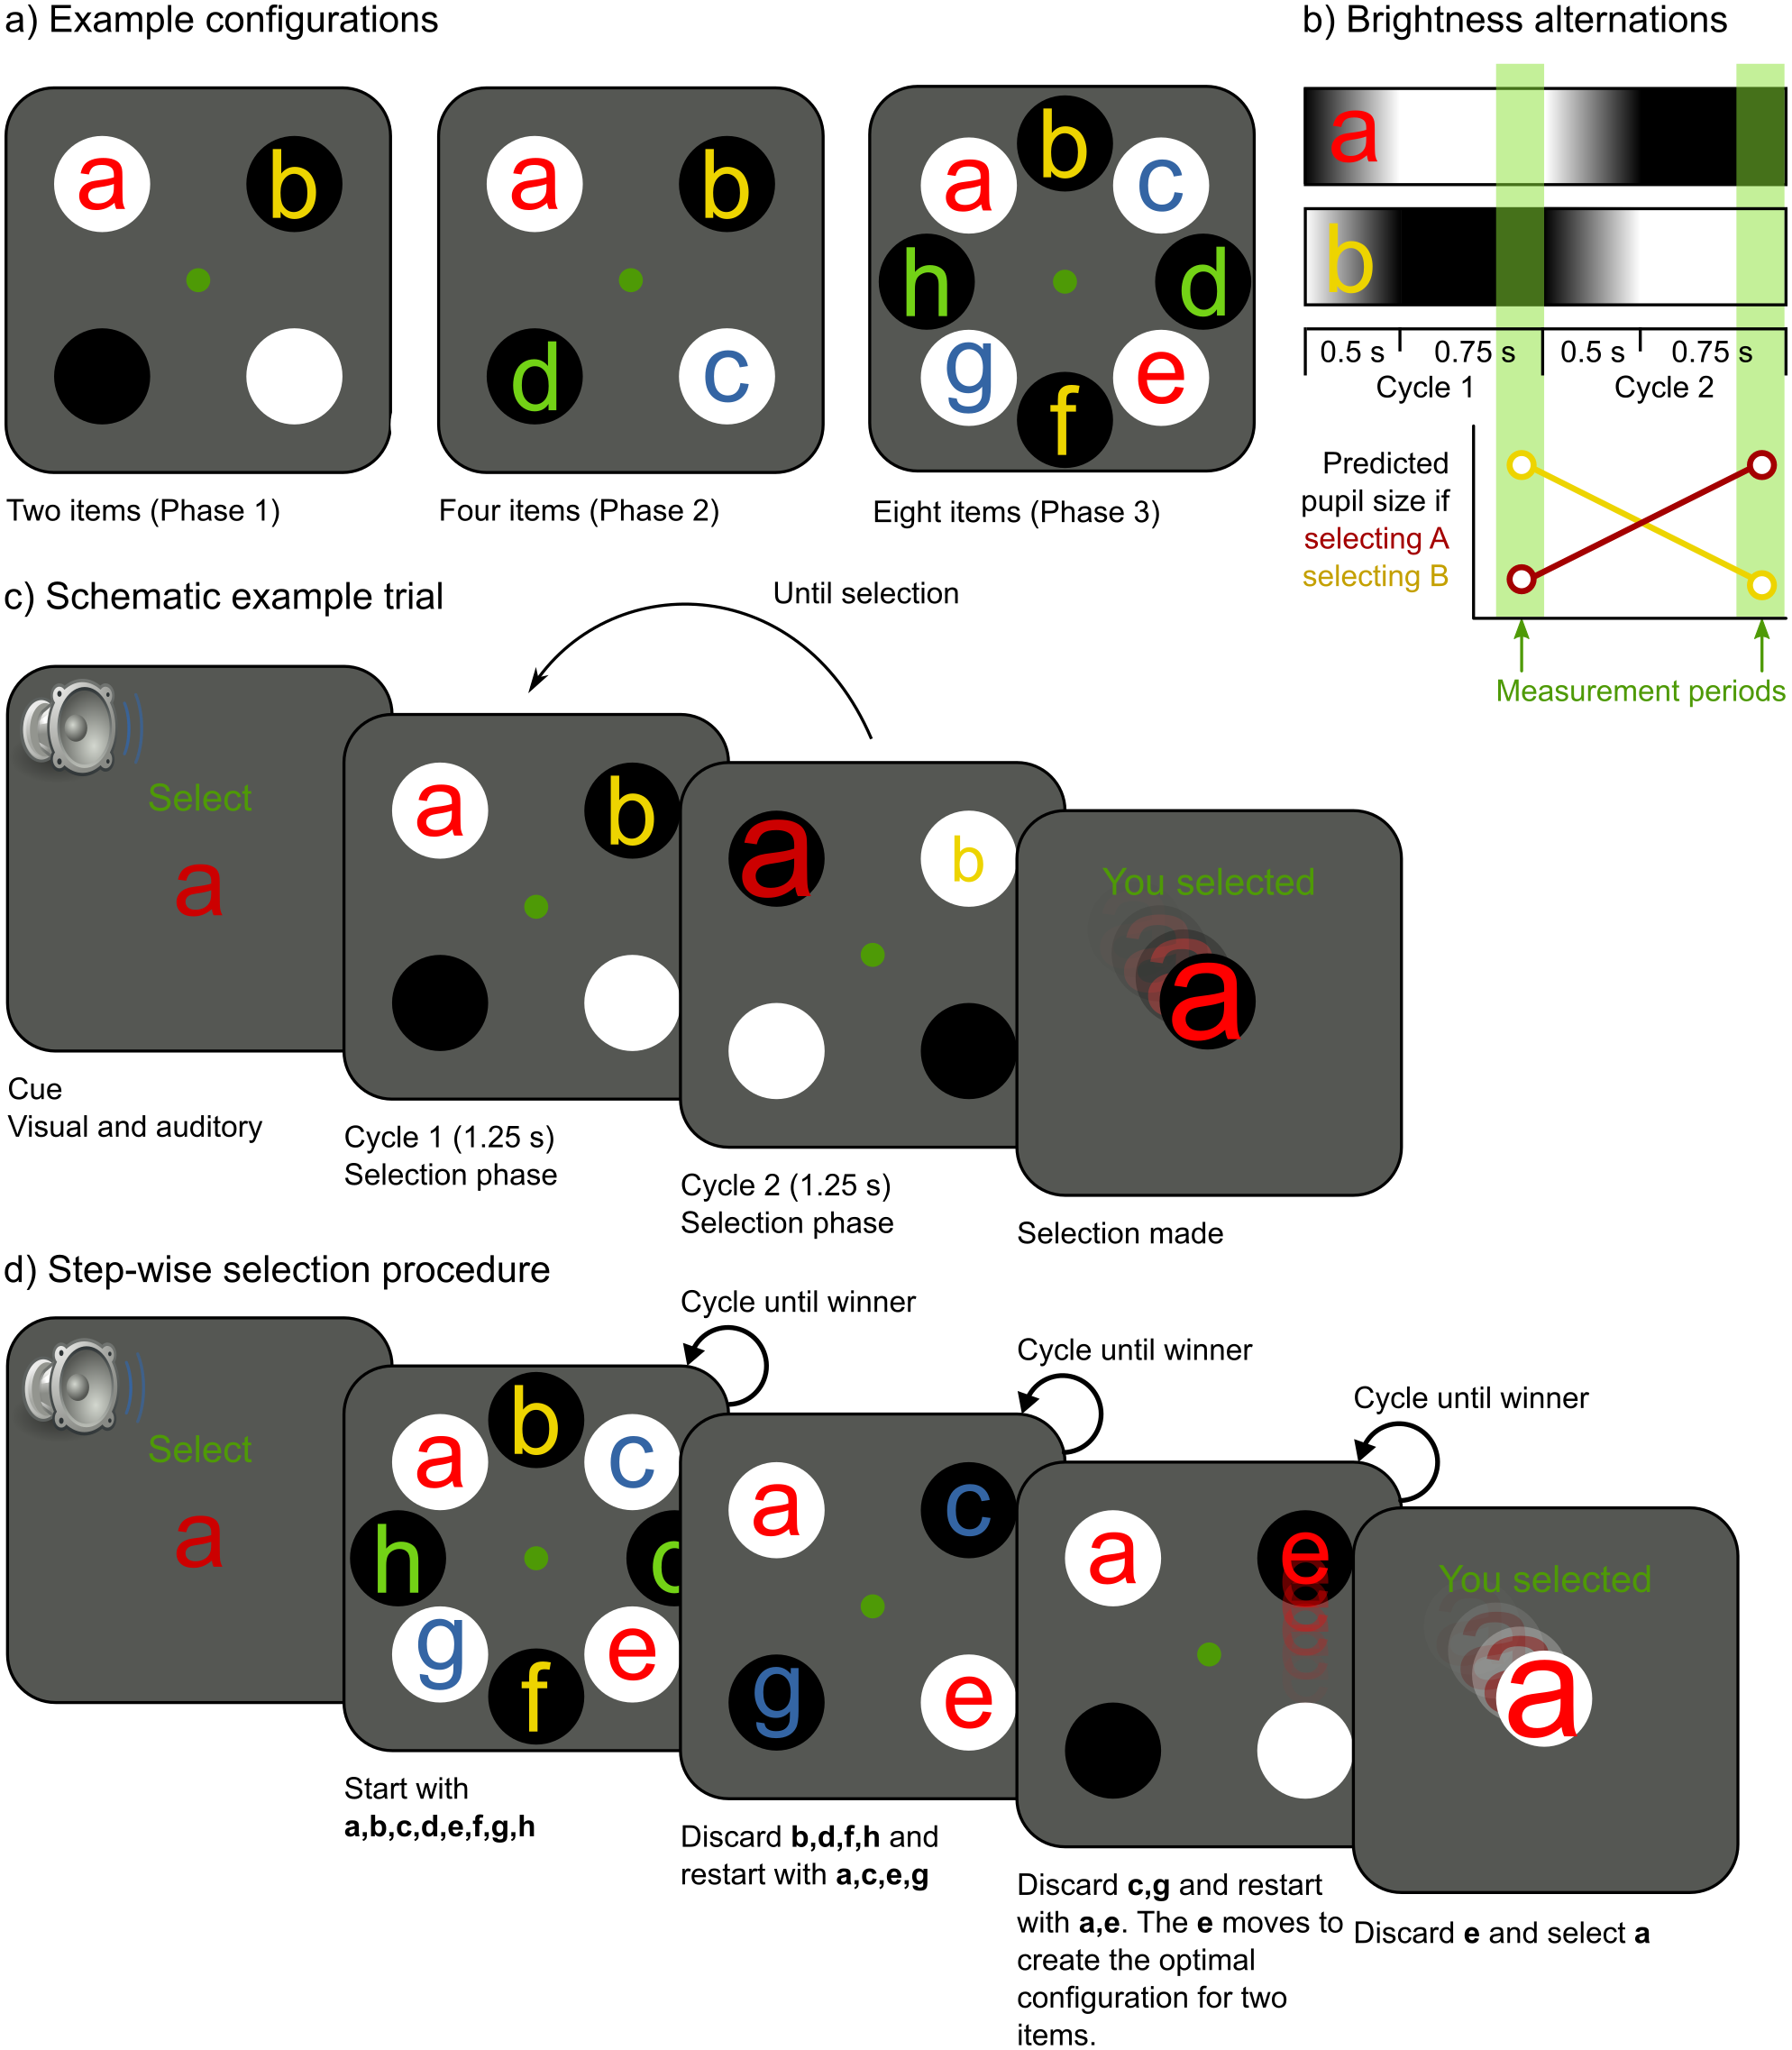 a) Example configurations
a
b
Two items (Phase 1)
a
b
d
c
Four items (Phase 2)
b
a
c
h
d
g
e
f
Eight items (Phase 3)
b) Brightness alternations
a
b
0.5 s
0.75 s
0.5 s
0.75 s
Cycle 1
Cycle 2
Predicted
pupil size if
selecting A
selecting B
Measurement periods
c) Schematic example trial
Until selection
Select
a
Cue
Visual and auditory
a
b
Cycle 1 (1.25 s)
Selection phase
a
b
Cycle 2 (1.25 s)
Selection phase
You selected
a
Selection made
d) Step-wise selection procedure
Cycle until winner
Cycle until winner
Cycle until winner
Select
a
b
a
c
h
g
e
f
Start with
a,b,c,d,e,f,g,h
a
c
g
e
Discard b,d,f,h and
restart with a,c,e,g
a
e
Discard c,g and restart
with a,e. The e moves to
create the optimal
configuration for two
items.
You selected
a
Discard e and select a